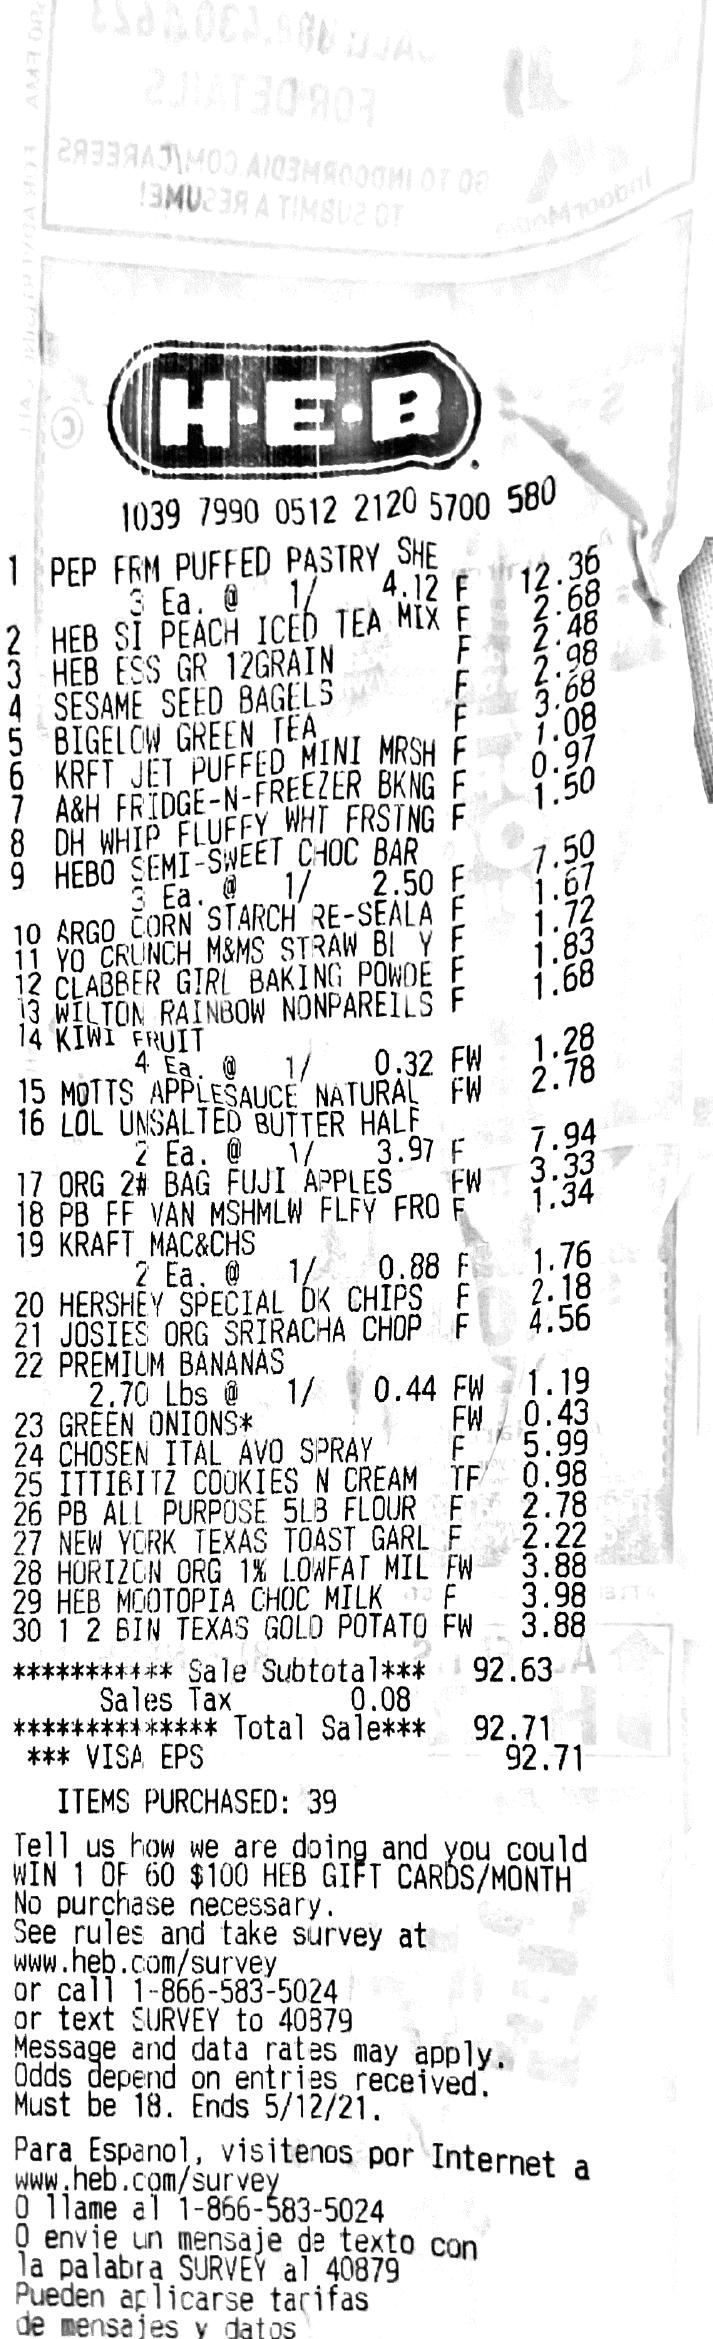 CALL: 982.430.1623
FOR DETAILS
GO TO INDOORMEDIA.COM/CAREERS
TO SUBMIT A RESUME!
IndoorMedia
H-E-B
1039 7990 0512 2120 5700 580
1 PEP FRM PUFFED PASTRY SHE
3 Ea. @ 1/ 4.12 F 12.36
2 HEB SI PEACH ICED TEA MIX F 2.68
3 HEB ESS GR 12GRAIN F 2.48
4 SESAME SEED BAGELS F 2.98
5 BIGELOW GREEN TEA F 3.68
6 KRFT JET PUFFED MINI MRSH F 1.08
7 A&H FRIDGE-N-FREEZER BKNG F 0.97
8 DH WHIP FLUFFY WHT FRSTNG F 1.50
9 HEBO SEMI-SWEET CHOC BAR
3 Ea. @ 1/ 2.50 F 7.50
10 ARGO CORN STARCH RE-SEALA F 1.67
11 YO CRUNCH M&MS STRAW BL Y F 1.72
12 CLABBER GIRL BAKING POWDE F 1.83
13 WILTON RAINBOW NONPAREILS F 1.68
14 KIWI FRUIT
4 Ea. @ 1/ 0.32 FW 1.28
15 MOTTS APPLESAUCE NATURAL FW 2.78
16 LOL UNSALTED BUTTER HALF
2 Ea. @ 1/ 3.97 F 7.94
17 ORG 2# BAG FUJI APPLES FW 3.33
18 PB FF VAN MSHMLW FLFY FRO F 1.34
19 KRAFT MAC&CHS
2 Ea. @ 1/ 0.88 F 1.76
20 HERSHEY SPECIAL DK CHIPS F 2.18
21 JOSIES ORG SRIRACHA CHOP F 4.56
22 PREMIUM BANANAS
2.70 Lbs @ 1/ 0.44 FW 1.19
23 GREEN ONIONS* FW 0.43
24 CHOSEN ITAL AVO SPRAY F 5.99
25 ITTIBITZ COOKIES N CREAM TF 0.98
26 PB ALL PURPOSE 5LB FLOUR F 2.78
27 NEW YORK TEXAS TOAST GARL F 2.22
28 HORIZON ORG 1% LOWFAT MIL FW 3.88
29 HEB MOOTOPIA CHOC MILK F 3.98
30 1 2 BIN TEXAS GOLD POTATO FW 3.88
*********** Sale Subtotal*** 92.63
Sales Tax 0.08
************** Total Sale*** 92.71
*** VISA EPS 92.71
ITEMS PURCHASED: 39
Tell us how we are doing and you could
WIN 1 OF 60 $100 HEB GIFT CARDS/MONTH
No purchase necessary.
See rules and take survey at
www.heb.com/survey
or call 1-866-583-5024
or text SURVEY to 40879
Message and data rates may apply.
Odds depend on entries received.
Must be 18. Ends 5/12/21.
Para Espanol, visitenos por Internet a
www.heb.com/survey
O llame al 1-866-583-5024
O envie un mensaje de texto con
la palabra SURVEY al 40879
Pueden aplicarse tarifas
de mensajes y datos